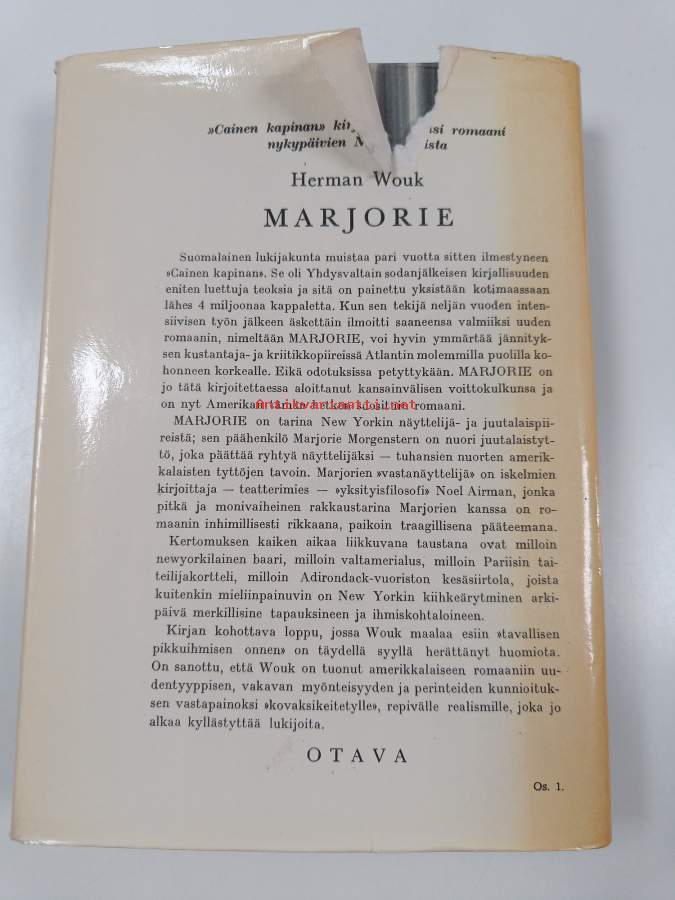 »Cainen kapinan» romaani
nykypäivien
Herman Wouk
MARJORIE
Suomalainen lukijakunta muistaa pari vuotta sitten ilmestyneen
»Cainen kapinan». Se oli Yhdysvaltain sodanjälkeisen kirjallisuuden
eniten luettuja teoksia ja sitä on painettu yksistään kotimaassaan
lähes 4 miljoonaa kappaletta. Kun sen tekijä neljän vuoden inten-
siivisen työn jälkeen äskettäin ilmoitti saaneensa valmiiksi uuden
romaanin, nimeltään MARJORIE, voi hyvin ymmärtää jännityk-
sen kustantaja- ja kriitikkopiireissä Atlantin molemmilla puolilla ko-
honneen korkealle. Eikä odotuksissa petyttykään. MARJORIE on
jo tätä kirjoitettaessa aloittanut kansainvälisen voittokulkunsa ja
on nyt Amerikan tämän hetken suosituin romaani.
Antikvariaatti.net
MARJORIE on tarina New Yorkin näyttelijä- ja juutalaispii-
reistä; sen päähenkilö Marjorie Morgenstern on nuori juutalaistyt-
tö, joka päättää ryhtyä näyttelijäksi — tuhansien nuorten amerik-
kalaisten tyttöjen tavoin. Marjorien »vastanäyttelijä» on iskelmien
kirjoittaja — teatterimies — »yksityisfilosofi» Noel Airman, jonka
pitkä ja monivaiheinen rakkaustarina Marjorien kanssa on ro-
maanin inhimillisesti rikkaana, paikoin traagillisena pääteemana.
Kertomuksen kaiken aikaa liikkuvana taustana ovat milloin
newyorkilainen baari, milloin valtamerialus, milloin Pariisin tai-
teilijakortteli, milloin Adirondack-vuoriston kesäsiirtola, joista
kuitenkin mieliinpainuvin on New Yorkin kiihkeärytminen arki-
päivä merkillisine tapauksineen ja ihmiskohtaloineen.
Kirjan kohottava loppu, jossa Wouk maalaa esiin »tavallisen
pikkuihmisen onnen» on täydellä syyllä herättänyt huomiota.
On sanottu, että Wouk on tuonut amerikkalaiseen romaaniin uu-
dentyyppisen, vakavan myönteisyyden ja perinteiden kunnioituk-
sen vastapainoksi »kovaksikeitetylle», repivälle realismille, joka jo
alkaa kyllästyttää lukijoita.
OTAVA
Os. 1.